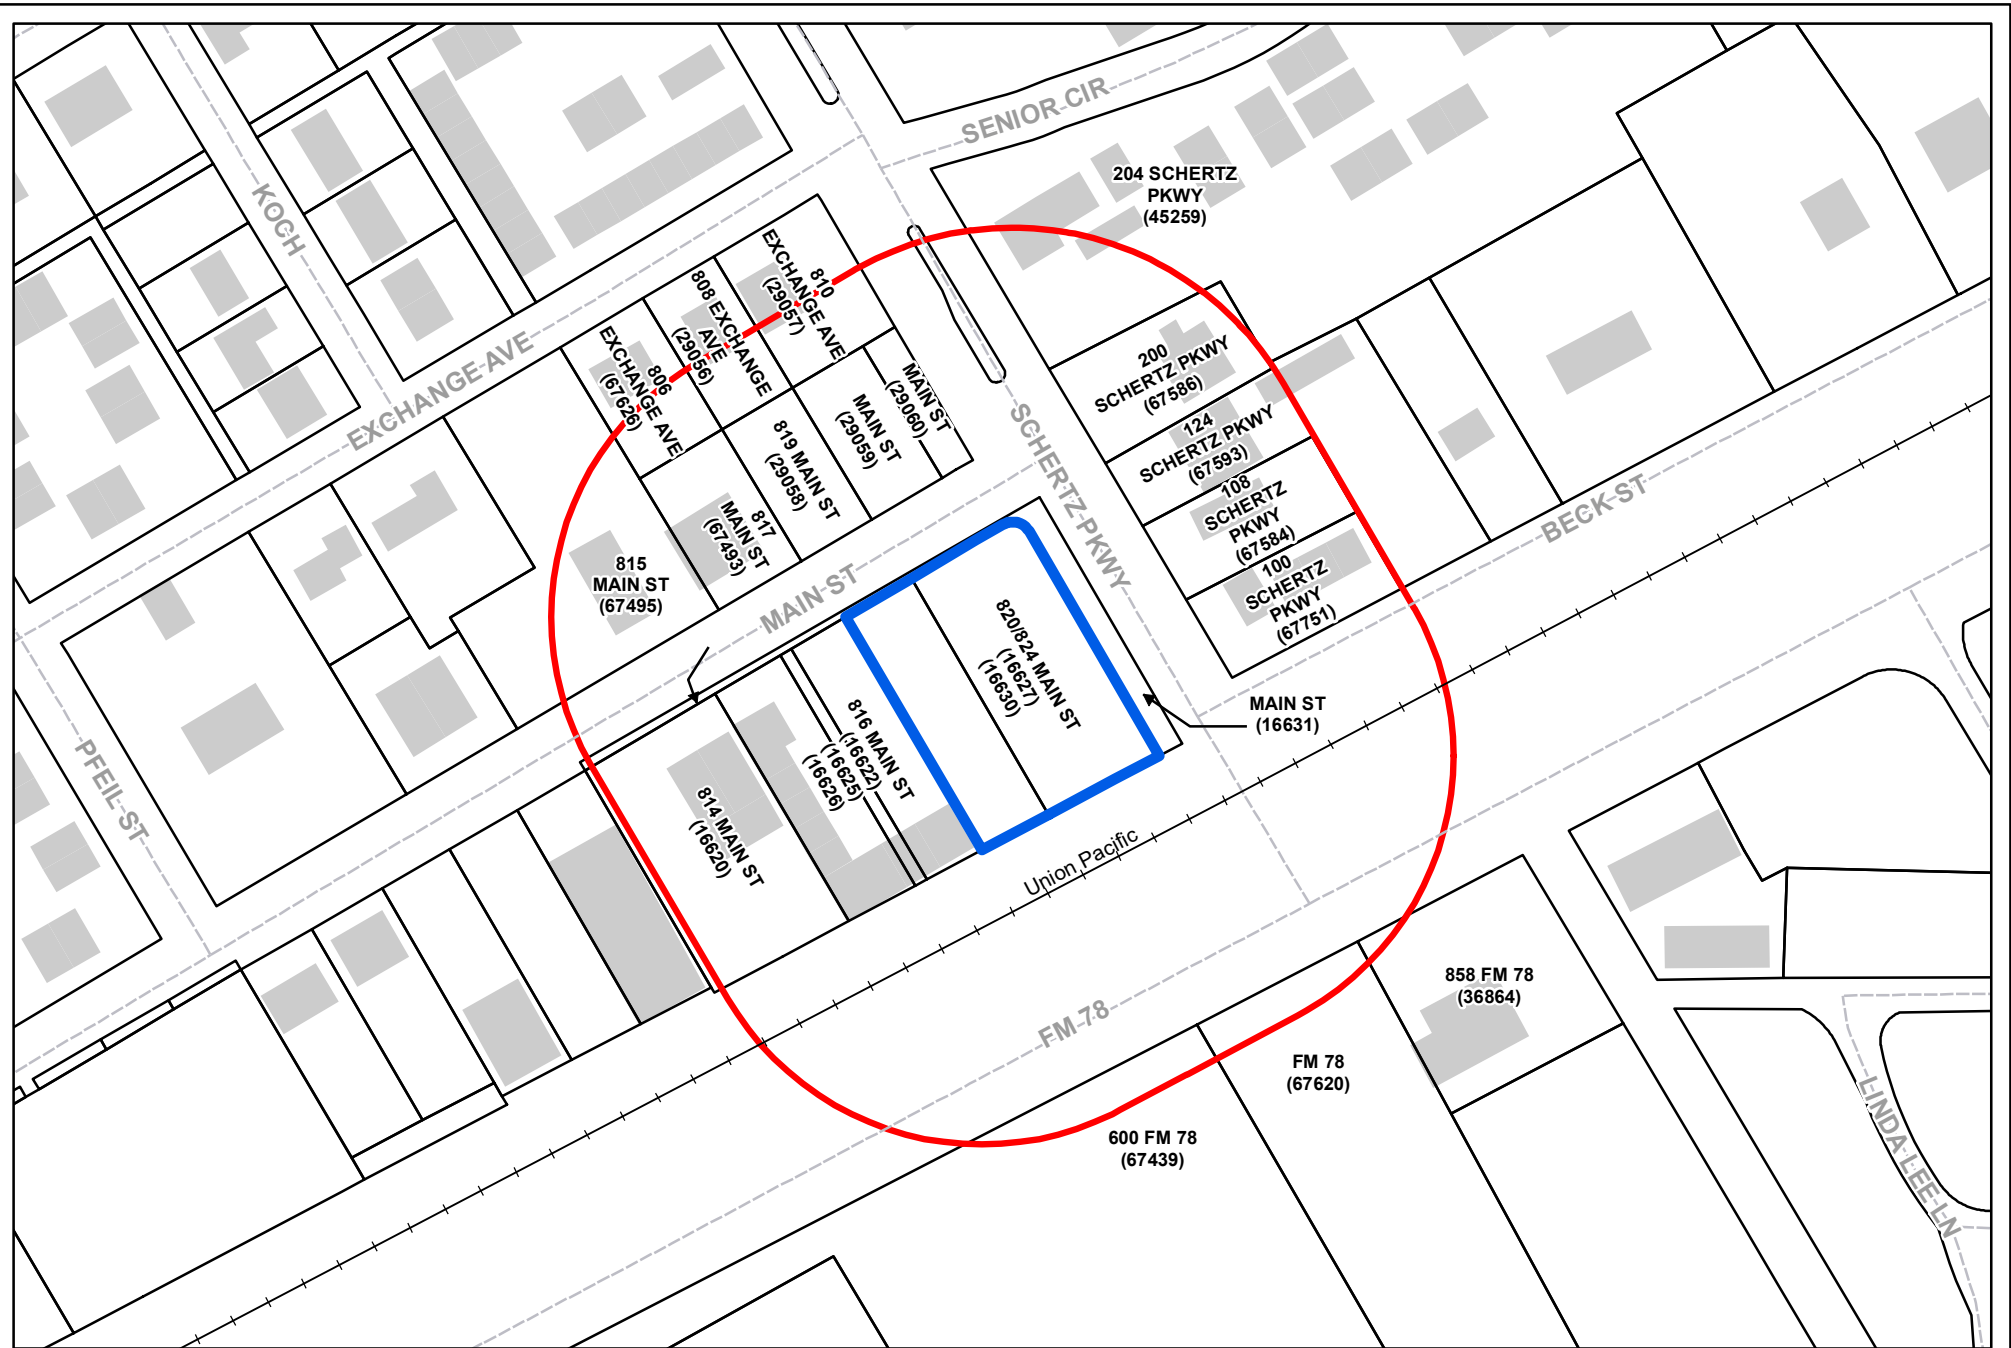 SENIOR CIR
204 SCHERTZ
PKWY
(45259)
KOCH
810
EXCHANGE AVE
(29057)
808 EXCHANGE
AVE
(29056)
806
EXCHANGE AVE
(67626)
EXCHANGE AVE
MAIN ST
(29060)
MAIN ST
(29059)
819 MAIN ST
(29058)
817
MAIN ST
(67493)
815
MAIN ST
(67495)
200
SCHERTZ PKWY
(67586)
124
SCHERTZ PKWY
(67593)
108
SCHERTZ
PKWY
(67584)
100
SCHERTZ
PKWY
(67751)
SCHERTZ PKWY
BECK ST
MAIN ST
820/824 MAIN ST
(16627)
(16630)
MAIN ST
(16631)
816 MAIN ST
(16622)
(16625)
(16626)
814 MAIN ST
(16620)
PFEIL ST
Union Pacific
FM 78
858 FM 78
(36864)
FM 78
(67620)
600 FM 78
(67439)
LINDA LEE LN